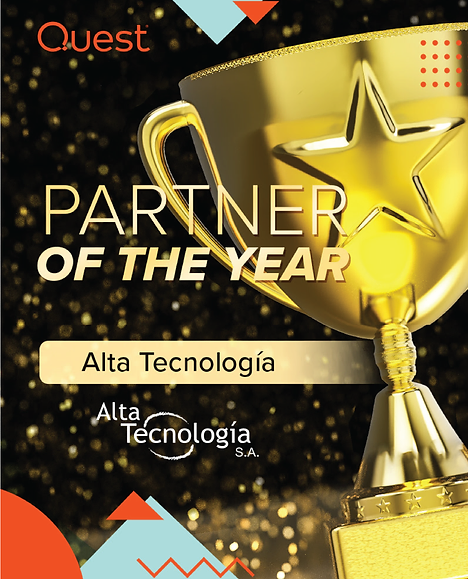 Quest
PARTNER
OF THE YEAR
Alta Tecnología
Alta
Tecnología
S.A.